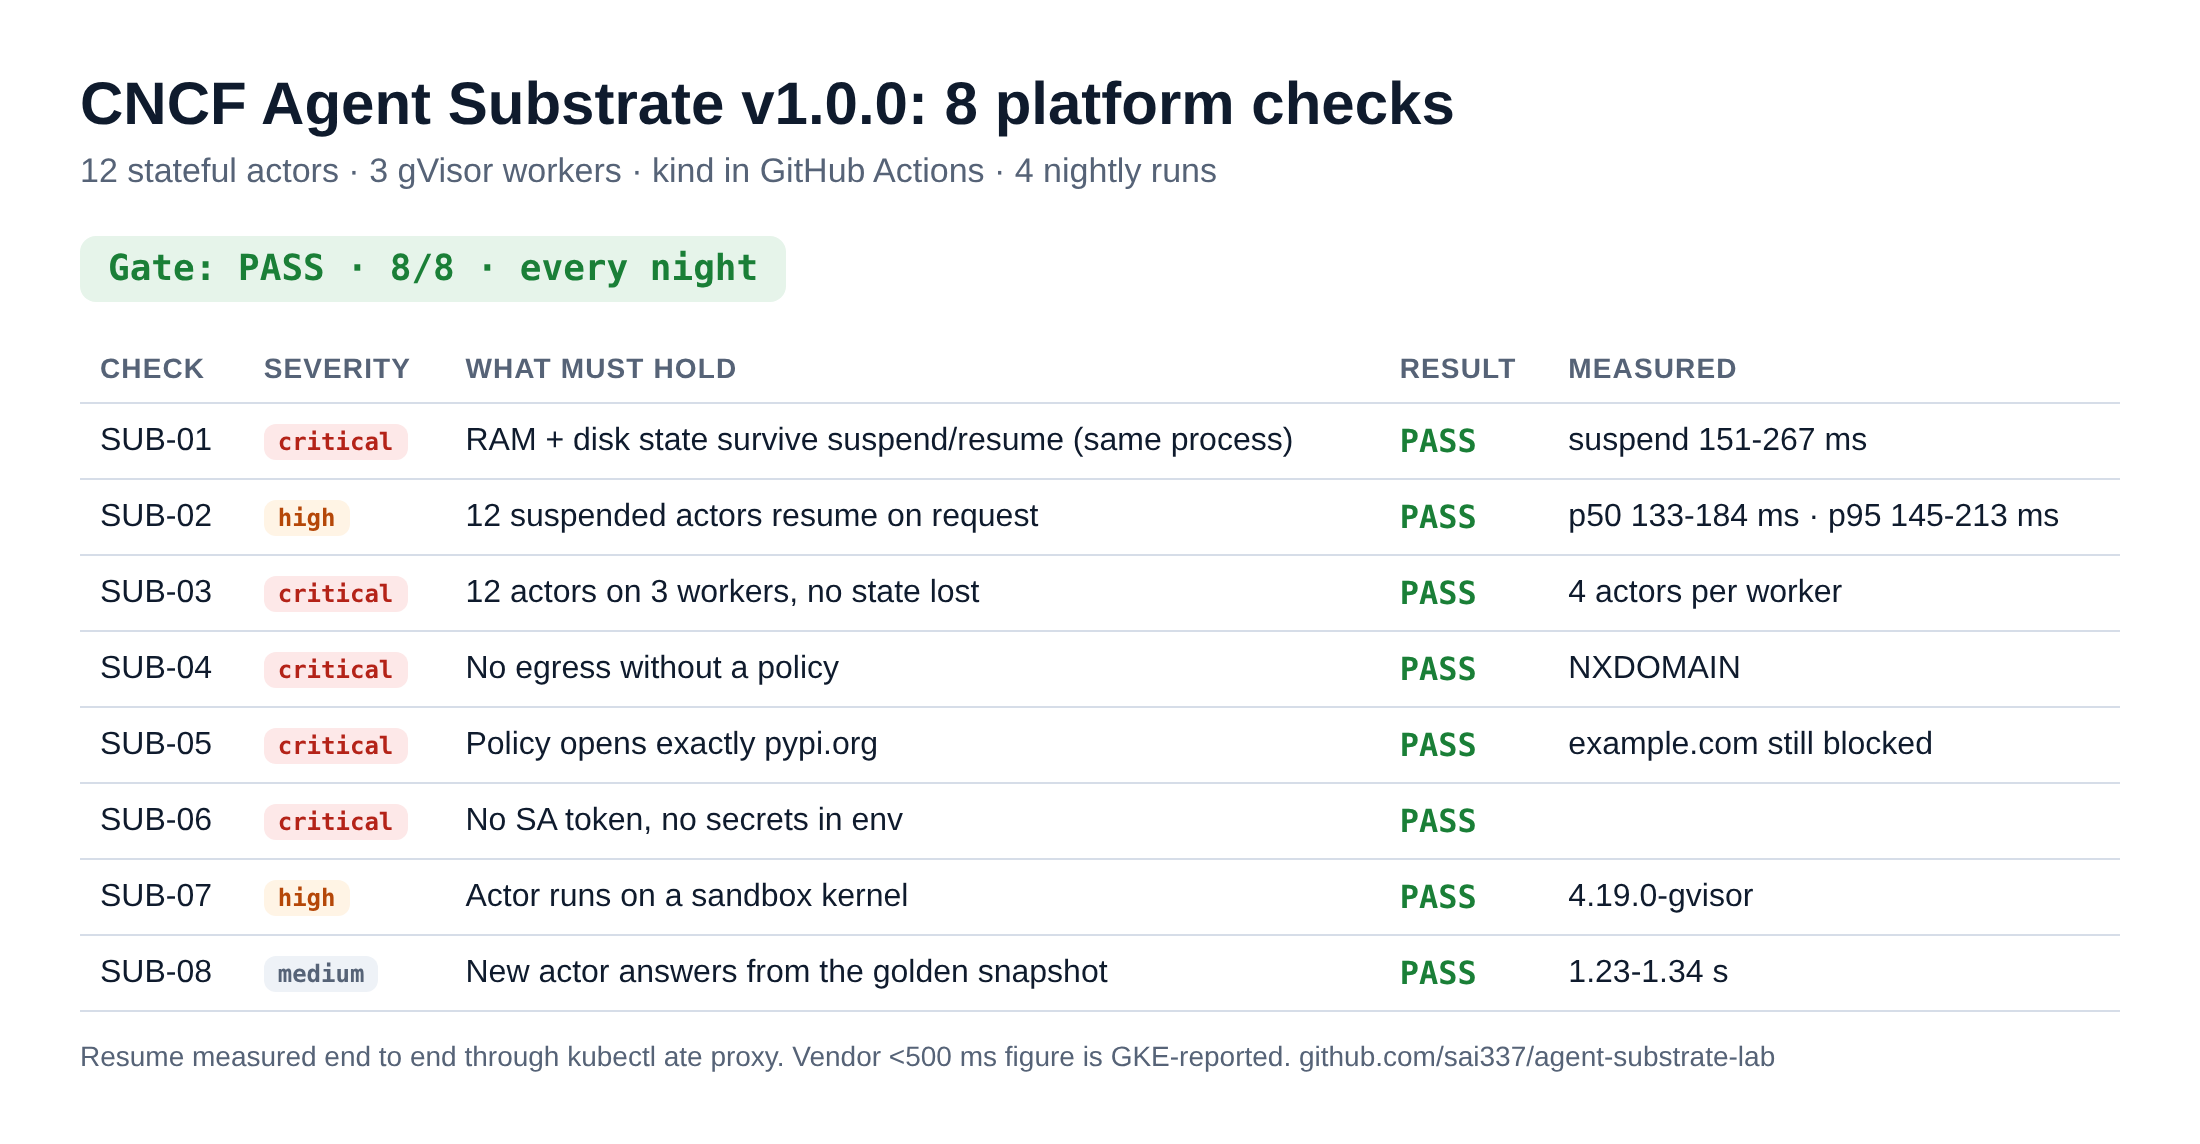 CNCF Agent Substrate v1.0.0: 8 platform checks
12 stateful actors · 3 gVisor workers · kind in GitHub Actions · 4 nightly runs
Gate: PASS · 8/8 · every night
CHECK SEVERITY WHAT MUST HOLD RESULT MEASURED
SUB-01 critical RAM + disk state survive suspend/resume (same process) PASS suspend 151-267 ms
SUB-02 high 12 suspended actors resume on request PASS p50 133-184 ms · p95 145-213 ms
SUB-03 critical 12 actors on 3 workers, no state lost PASS 4 actors per worker
SUB-04 critical No egress without a policy PASS NXDOMAIN
SUB-05 critical Policy opens exactly pypi.org PASS example.com still blocked
SUB-06 critical No SA token, no secrets in env PASS
SUB-07 high Actor runs on a sandbox kernel PASS 4.19.0-gvisor
SUB-08 medium New actor answers from the golden snapshot PASS 1.23-1.34 s
Resume measured end to end through kubectl ate proxy. Vendor <500 ms figure is GKE-reported. github.com/sai337/agent-substrate-lab